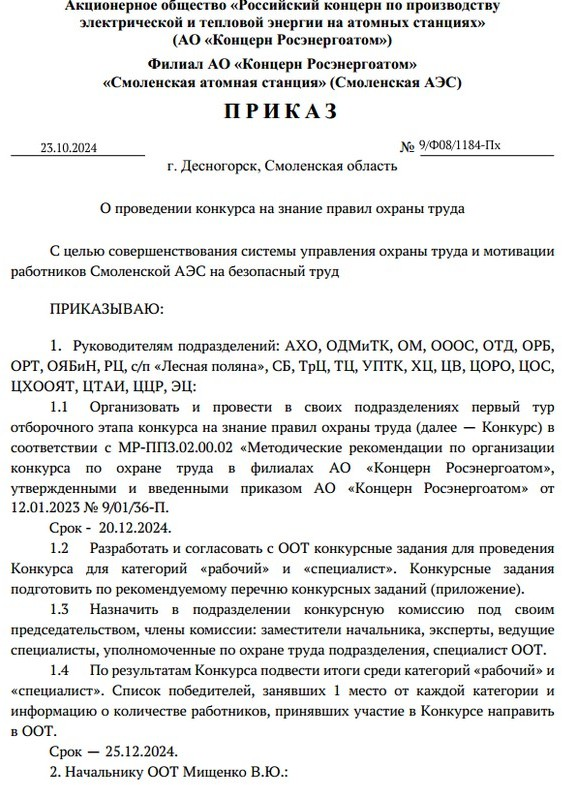 Акционерное общество «Российский концерн по производству
электрической и тепловой энергии на атомных станциях»
(АО «Концерн Росэнергоатом»)
Филиал АО «Концерн Росэнергоатом»
«Смоленская атомная станция» (Смоленская АЭС)
ПРИКАЗ
23.10.2024 № 9/Ф08/1184-Пх
г. Десногорск, Смоленская область
О проведении конкурса на знание правил охраны труда
С целью совершенствования системы управления охраны труда и мотивации
работников Смоленской АЭС на безопасный труд
ПРИКАЗЫВАЮ:
1. Руководителям подразделений: АХО, ОДМиТК, ОМ, ОООС, ОТД, ОРБ,
ОРТ, ОЯБиН, РЦ, с/п «Лесная поляна», СБ, ТрЦ, ТЦ, УПТК, ХЦ, ЦВ, ЦОРО, ЦОС,
ЦХООЯТ, ЦТАИ, ЦЦР, ЭЦ:
1.1 Организовать и провести в своих подразделениях первый тур
отборочного этапа конкурса на знание правил охраны труда (далее — Конкурс) в
соответствии с МР-ППЗ.02.00.02 «Методические рекомендации по организации
конкурса по охране труда в филиалах АО «Концерн Росэнергоатом»,
утвержденными и введенными приказом АО «Концерн Росэнергоатом» от
12.01.2023 № 9/01/36-П.
Срок - 20.12.2024.
1.2 Разработать и согласовать с ООТ конкурсные задания для проведения
Конкурса для категорий «рабочий» и «специалист». Конкурсные задания
подготовить по рекомендуемому перечню конкурсных заданий (приложение).
1.3 Назначить в подразделении конкурсную комиссию под своим
председательством, члены комиссии: заместители начальника, эксперты, ведущие
специалисты, уполномоченные по охране труда подразделения, специалист ООТ.
1.4 По результатам Конкурса подвести итоги среди категорий «рабочий» и
«специалист». Список победителей, занявших 1 место от каждой категории и
информацию о количестве работников, принявших участие в Конкурсе направить
в ООТ.
Срок — 25.12.2024.
2. Начальнику ООТ Мищенко В.Ю.: